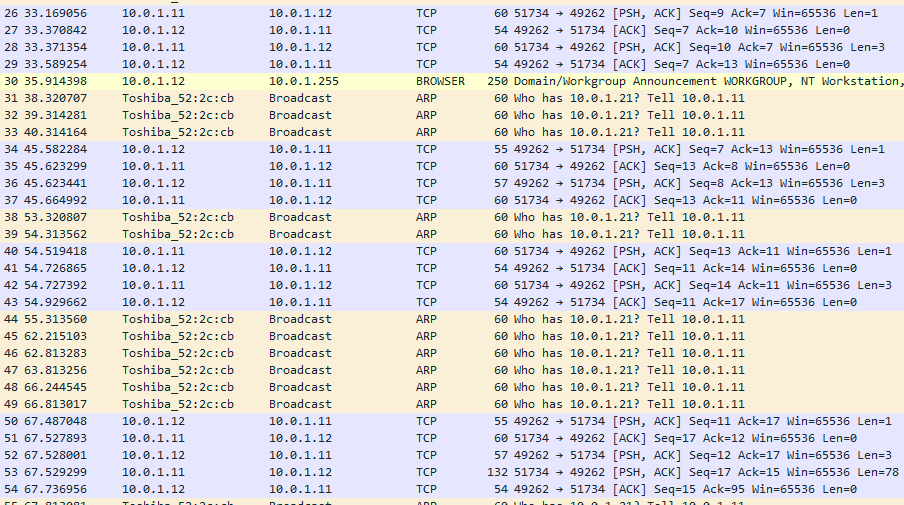 26 33.169056 10.0.1.11 10.0.1.12 TCP 60 51734 → 49262 [PSH, ACK] Seq=9 Ack=7 Win=65536 Len=1
27 33.370842 10.0.1.12 10.0.1.11 TCP 54 49262 → 51734 [ACK] Seq=7 Ack=10 Win=65536 Len=0
28 33.371354 10.0.1.11 10.0.1.12 TCP 60 51734 → 49262 [PSH, ACK] Seq=10 Ack=7 Win=65536 Len=3
29 33.589254 10.0.1.12 10.0.1.11 TCP 54 49262 → 51734 [ACK] Seq=7 Ack=13 Win=65536 Len=0
30 35.914398 10.0.1.12 10.0.1.255 BROWSER 250 Domain/Workgroup Announcement WORKGROUP, NT Workstation,
31 38.320707 Toshiba_52:2c:cb Broadcast ARP 60 Who has 10.0.1.21? Tell 10.0.1.11
32 39.314281 Toshiba_52:2c:cb Broadcast ARP 60 Who has 10.0.1.21? Tell 10.0.1.11
33 40.314164 Toshiba_52:2c:cb Broadcast ARP 60 Who has 10.0.1.21? Tell 10.0.1.11
34 45.582284 10.0.1.12 10.0.1.11 TCP 55 49262 → 51734 [PSH, ACK] Seq=7 Ack=13 Win=65536 Len=1
35 45.623299 10.0.1.11 10.0.1.12 TCP 60 51734 → 49262 [ACK] Seq=13 Ack=8 Win=65536 Len=0
36 45.623441 10.0.1.12 10.0.1.11 TCP 57 49262 → 51734 [PSH, ACK] Seq=8 Ack=13 Win=65536 Len=3
37 45.664992 10.0.1.11 10.0.1.12 TCP 60 51734 → 49262 [ACK] Seq=13 Ack=11 Win=65536 Len=0
38 53.320807 Toshiba_52:2c:cb Broadcast ARP 60 Who has 10.0.1.21? Tell 10.0.1.11
39 54.313562 Toshiba_52:2c:cb Broadcast ARP 60 Who has 10.0.1.21? Tell 10.0.1.11
40 54.519418 10.0.1.11 10.0.1.12 TCP 60 51734 → 49262 [PSH, ACK] Seq=13 Ack=11 Win=65536 Len=1
41 54.726865 10.0.1.12 10.0.1.11 TCP 54 49262 → 51734 [ACK] Seq=11 Ack=14 Win=65536 Len=0
42 54.727392 10.0.1.11 10.0.1.12 TCP 60 51734 → 49262 [PSH, ACK] Seq=14 Ack=11 Win=65536 Len=3
43 54.929662 10.0.1.12 10.0.1.11 TCP 54 49262 → 51734 [ACK] Seq=11 Ack=17 Win=65536 Len=0
44 55.313560 Toshiba_52:2c:cb Broadcast ARP 60 Who has 10.0.1.21? Tell 10.0.1.11
45 62.215103 Toshiba_52:2c:cb Broadcast ARP 60 Who has 10.0.1.21? Tell 10.0.1.11
46 62.813283 Toshiba_52:2c:cb Broadcast ARP 60 Who has 10.0.1.21? Tell 10.0.1.11
47 63.813256 Toshiba_52:2c:cb Broadcast ARP 60 Who has 10.0.1.21? Tell 10.0.1.11
48 66.244545 Toshiba_52:2c:cb Broadcast ARP 60 Who has 10.0.1.21? Tell 10.0.1.11
49 66.813017 Toshiba_52:2c:cb Broadcast ARP 60 Who has 10.0.1.21? Tell 10.0.1.11
50 67.487048 10.0.1.12 10.0.1.11 TCP 55 49262 → 51734 [PSH, ACK] Seq=11 Ack=17 Win=65536 Len=1
51 67.527893 10.0.1.11 10.0.1.12 TCP 60 51734 → 49262 [ACK] Seq=17 Ack=12 Win=65536 Len=0
52 67.528001 10.0.1.12 10.0.1.11 TCP 57 49262 → 51734 [PSH, ACK] Seq=12 Ack=17 Win=65536 Len=3
53 67.529299 10.0.1.11 10.0.1.12 TCP 132 51734 → 49262 [PSH, ACK] Seq=17 Ack=15 Win=65536 Len=78
54 67.736956 10.0.1.12 10.0.1.11 TCP 54 49262 → 51734 [ACK] Seq=15 Ack=95 Win=65536 Len=0